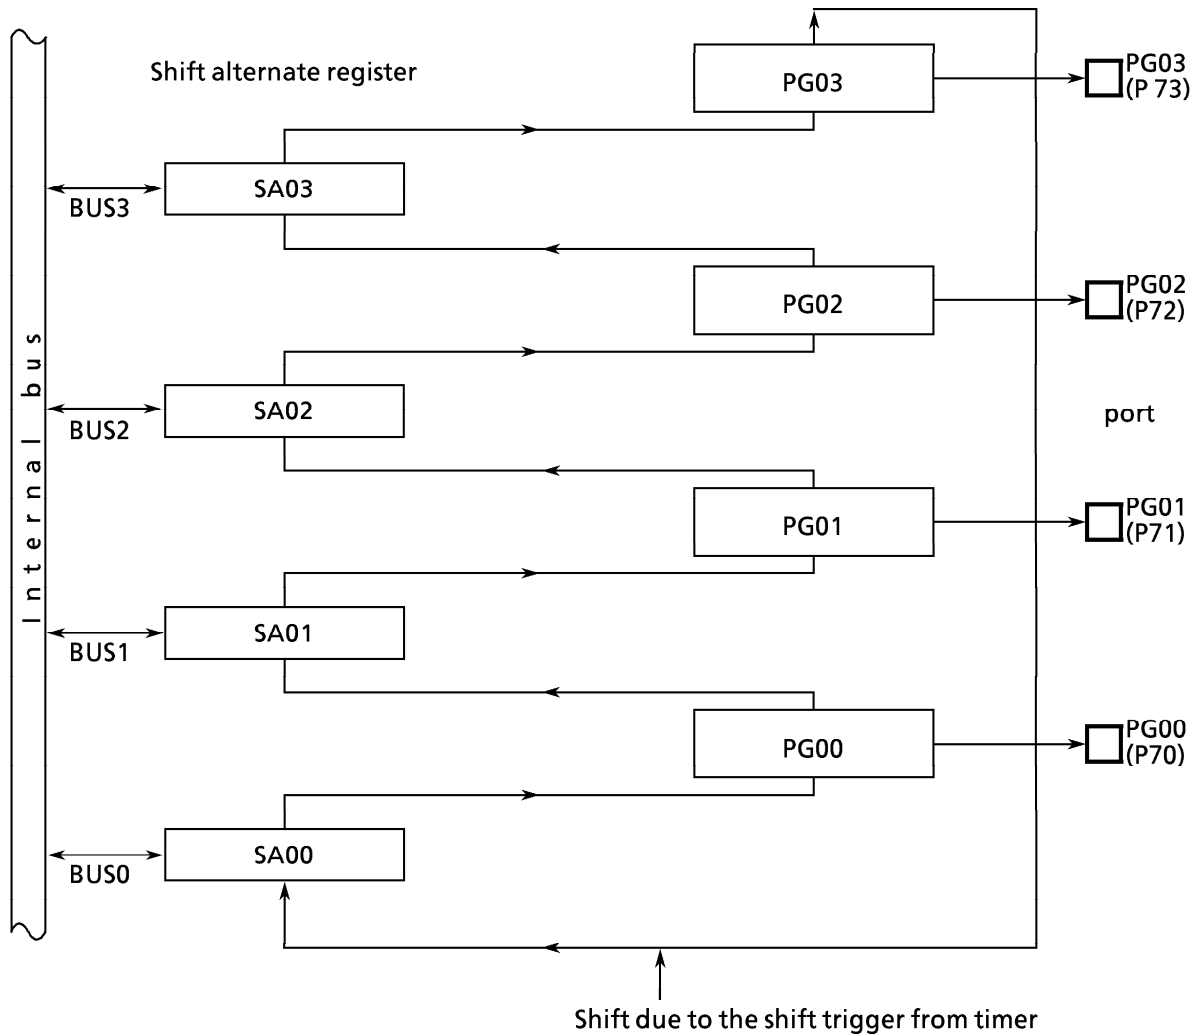 Shift alternate register
PG03
PG03
(P 73)
SA03
BUS3
PG02
PG02
(P72)
Internal bus
SA02
BUS2
port
PG01
PG01
(P71)
SA01
BUS1
PG00
PG00
(P70)
SA00
BUS0
Shift due to the shift trigger from timer